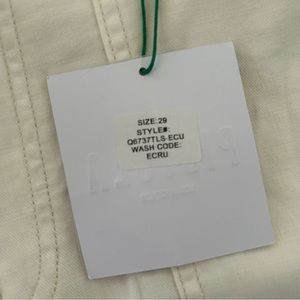 SIZE:29
STYLE#:
Q6737TLS-ECU
WASH CODE:
ECRU